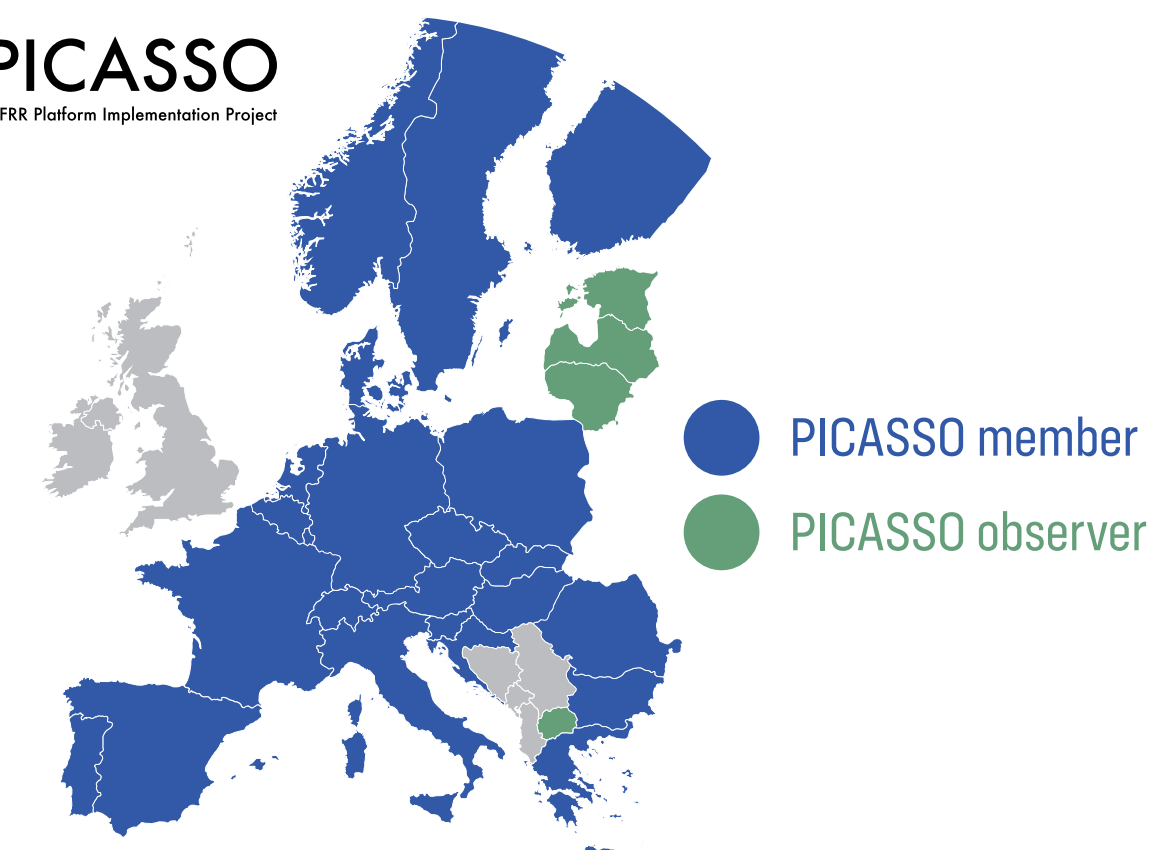 PICASSO
FRR Platform Implementation Project
PICASSO member
PICASSO observer